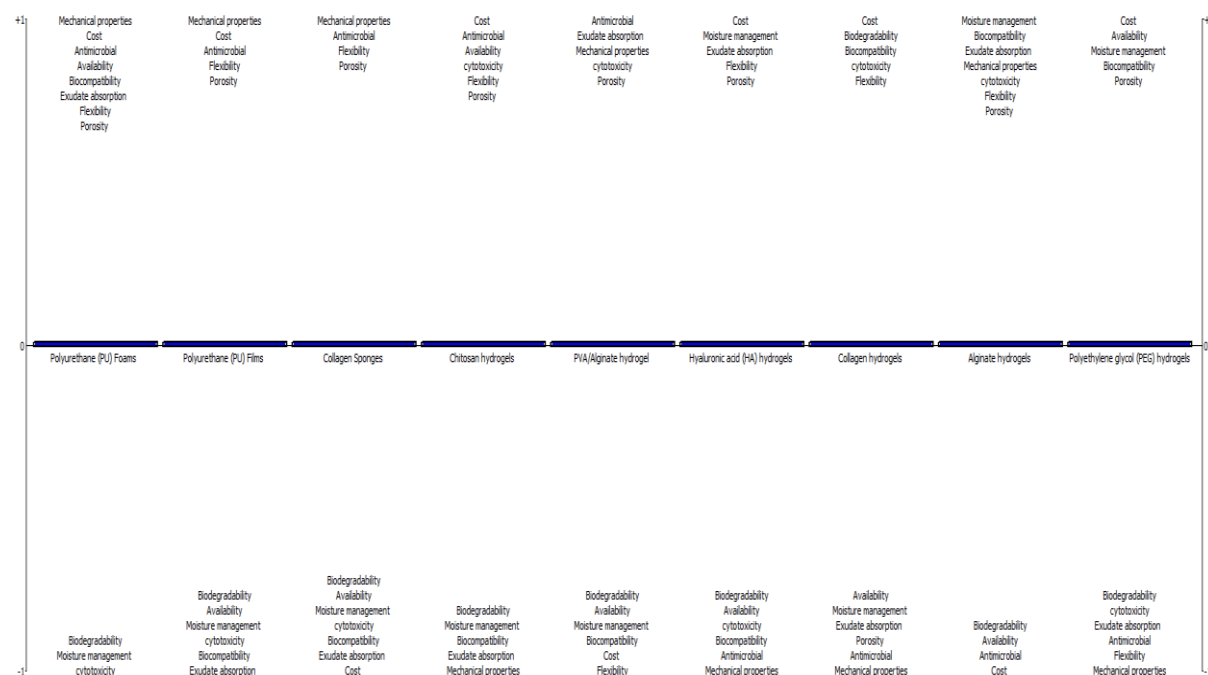 +1
Mechanical properties
Cost
Antimicrobial
Availability
Biocompatibility
Exudate absorption
Flexibility
Porosity
Mechanical properties
Cost
Antimicrobial
Flexibility
Porosity
Mechanical properties
Antimicrobial
Flexibility
Porosity
Cost
Antimicrobial
Availability
cytotoxicity
Flexibility
Porosity
Antimicrobial
Exudate absorption
Mechanical properties
cytotoxicity
Porosity
Cost
Moisture management
Exudate absorption
Flexibility
Porosity
Cost
Biodegradability
Biocompatibility
cytotoxicity
Flexibility
Moisture management
Biocompatibility
Exudate absorption
Mechanical properties
cytotoxicity
Flexibility
Porosity
Cost
Availability
Moisture management
Biocompatibility
Porosity
0
Polyurethane (PU) Foams
Polyurethane (PU) Films
Collagen Sponges
Chitosan hydrogels
PVA/Alginate hydrogel
Hyaluronic acid (HA) hydrogels
Collagen hydrogels
Alginate hydrogels
Polyethylene glycol (PEG) hydrogels
0
Biodegradability
Moisture management
cytotoxicity
Biodegradability
Availability
Moisture management
cytotoxicity
Biocompatibility
Exudate absorption
Biodegradability
Availability
Moisture management
cytotoxicity
Biocompatibility
Exudate absorption
Cost
Biodegradability
Moisture management
Biocompatibility
Exudate absorption
Mechanical properties
Biodegradability
Availability
Moisture management
Biocompatibility
Cost
Flexibility
Biodegradability
Availability
cytotoxicity
Biocompatibility
Antimicrobial
Mechanical properties
Availability
Moisture management
Exudate absorption
Porosity
Antimicrobial
Mechanical properties
Biodegradability
Availability
Antimicrobial
Cost
Biodegradability
cytotoxicity
Exudate absorption
Antimicrobial
Flexibility
Mechanical properties
-1